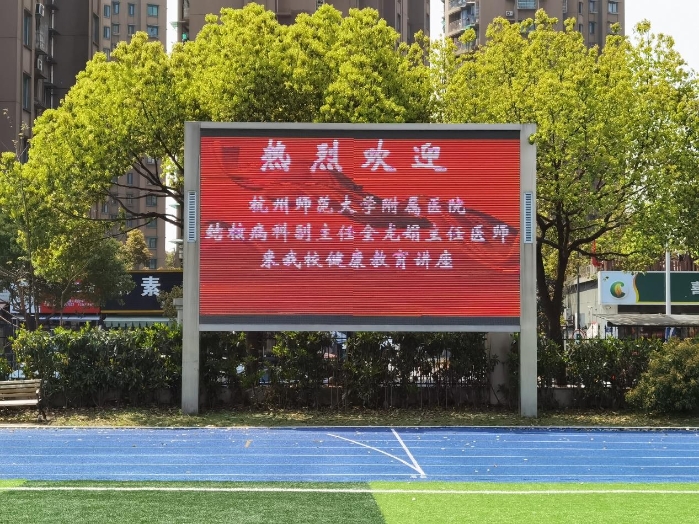 熱烈欢迎
杭州师范大学附属医院
结核病科副主任金龙娟主任医师
来我校健康教育讲座
素